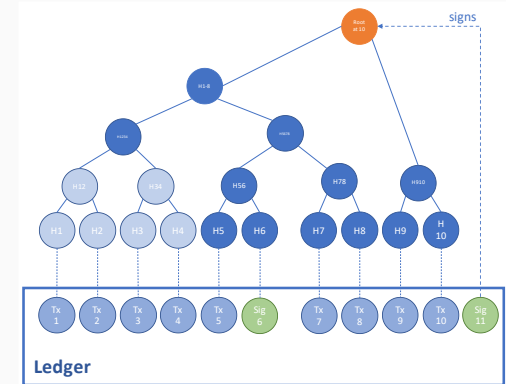 signs
Root
at 10
H1-8
H12
H34
H56
H78
H910
H1
H2
H3
H4
H5
H6
H7
H8
H9
H
10
Tx
1
Tx
2
Tx
3
Tx
4
Tx
5
Sig
6
Tx
7
Tx
8
Tx
9
Tx
10
Sig
11
Ledger